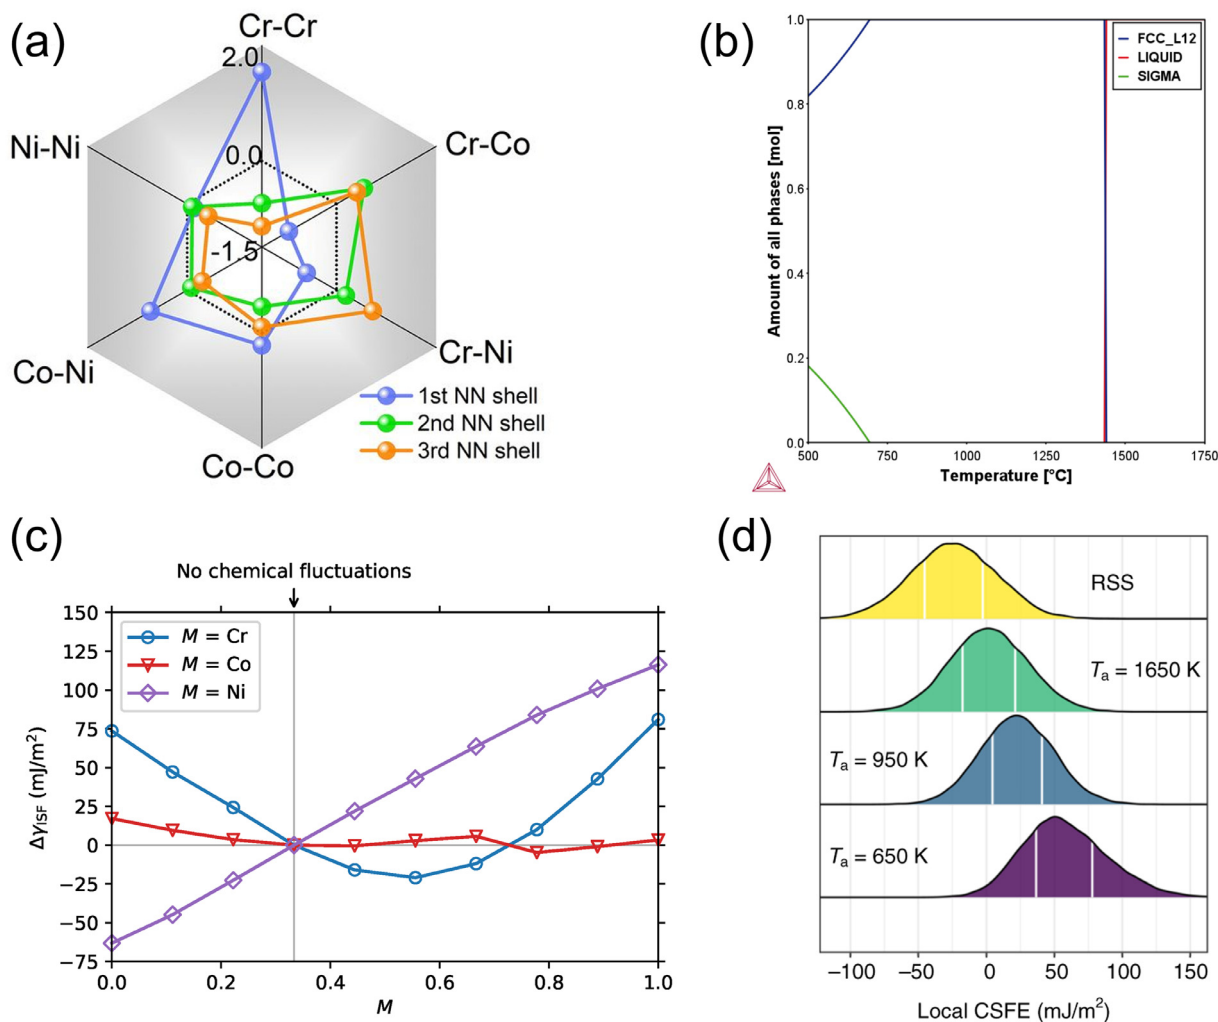 (a)
Cr-Cr
2.0
Ni-Ni
0.0
Cr-Co
-1.5
Co-Ni
Cr-Ni
Co-Co
1st NN shell
2nd NN shell
3rd NN shell
(b)
Amount of all phases [mol]
1.0
0.8
0.6
0.4
0.2
0.0
FCC_L12
LIQUID
SIGMA
500
750
1000
1250
1500
1750
Temperature [°C]
(c)
No chemical fluctuations
150
125
100
75
50
25
0
−25
−50
−75
M = Cr
M = Co
M = Ni
Δγ_ISF (mJ/m²)
0.0
0.2
0.4
0.6
0.8
1.0
M
(d)
RSS
Tₐ = 1650 K
Tₐ = 950 K
Tₐ = 650 K
−100
−50
0
50
100
150
Local CSFE (mJ/m²)